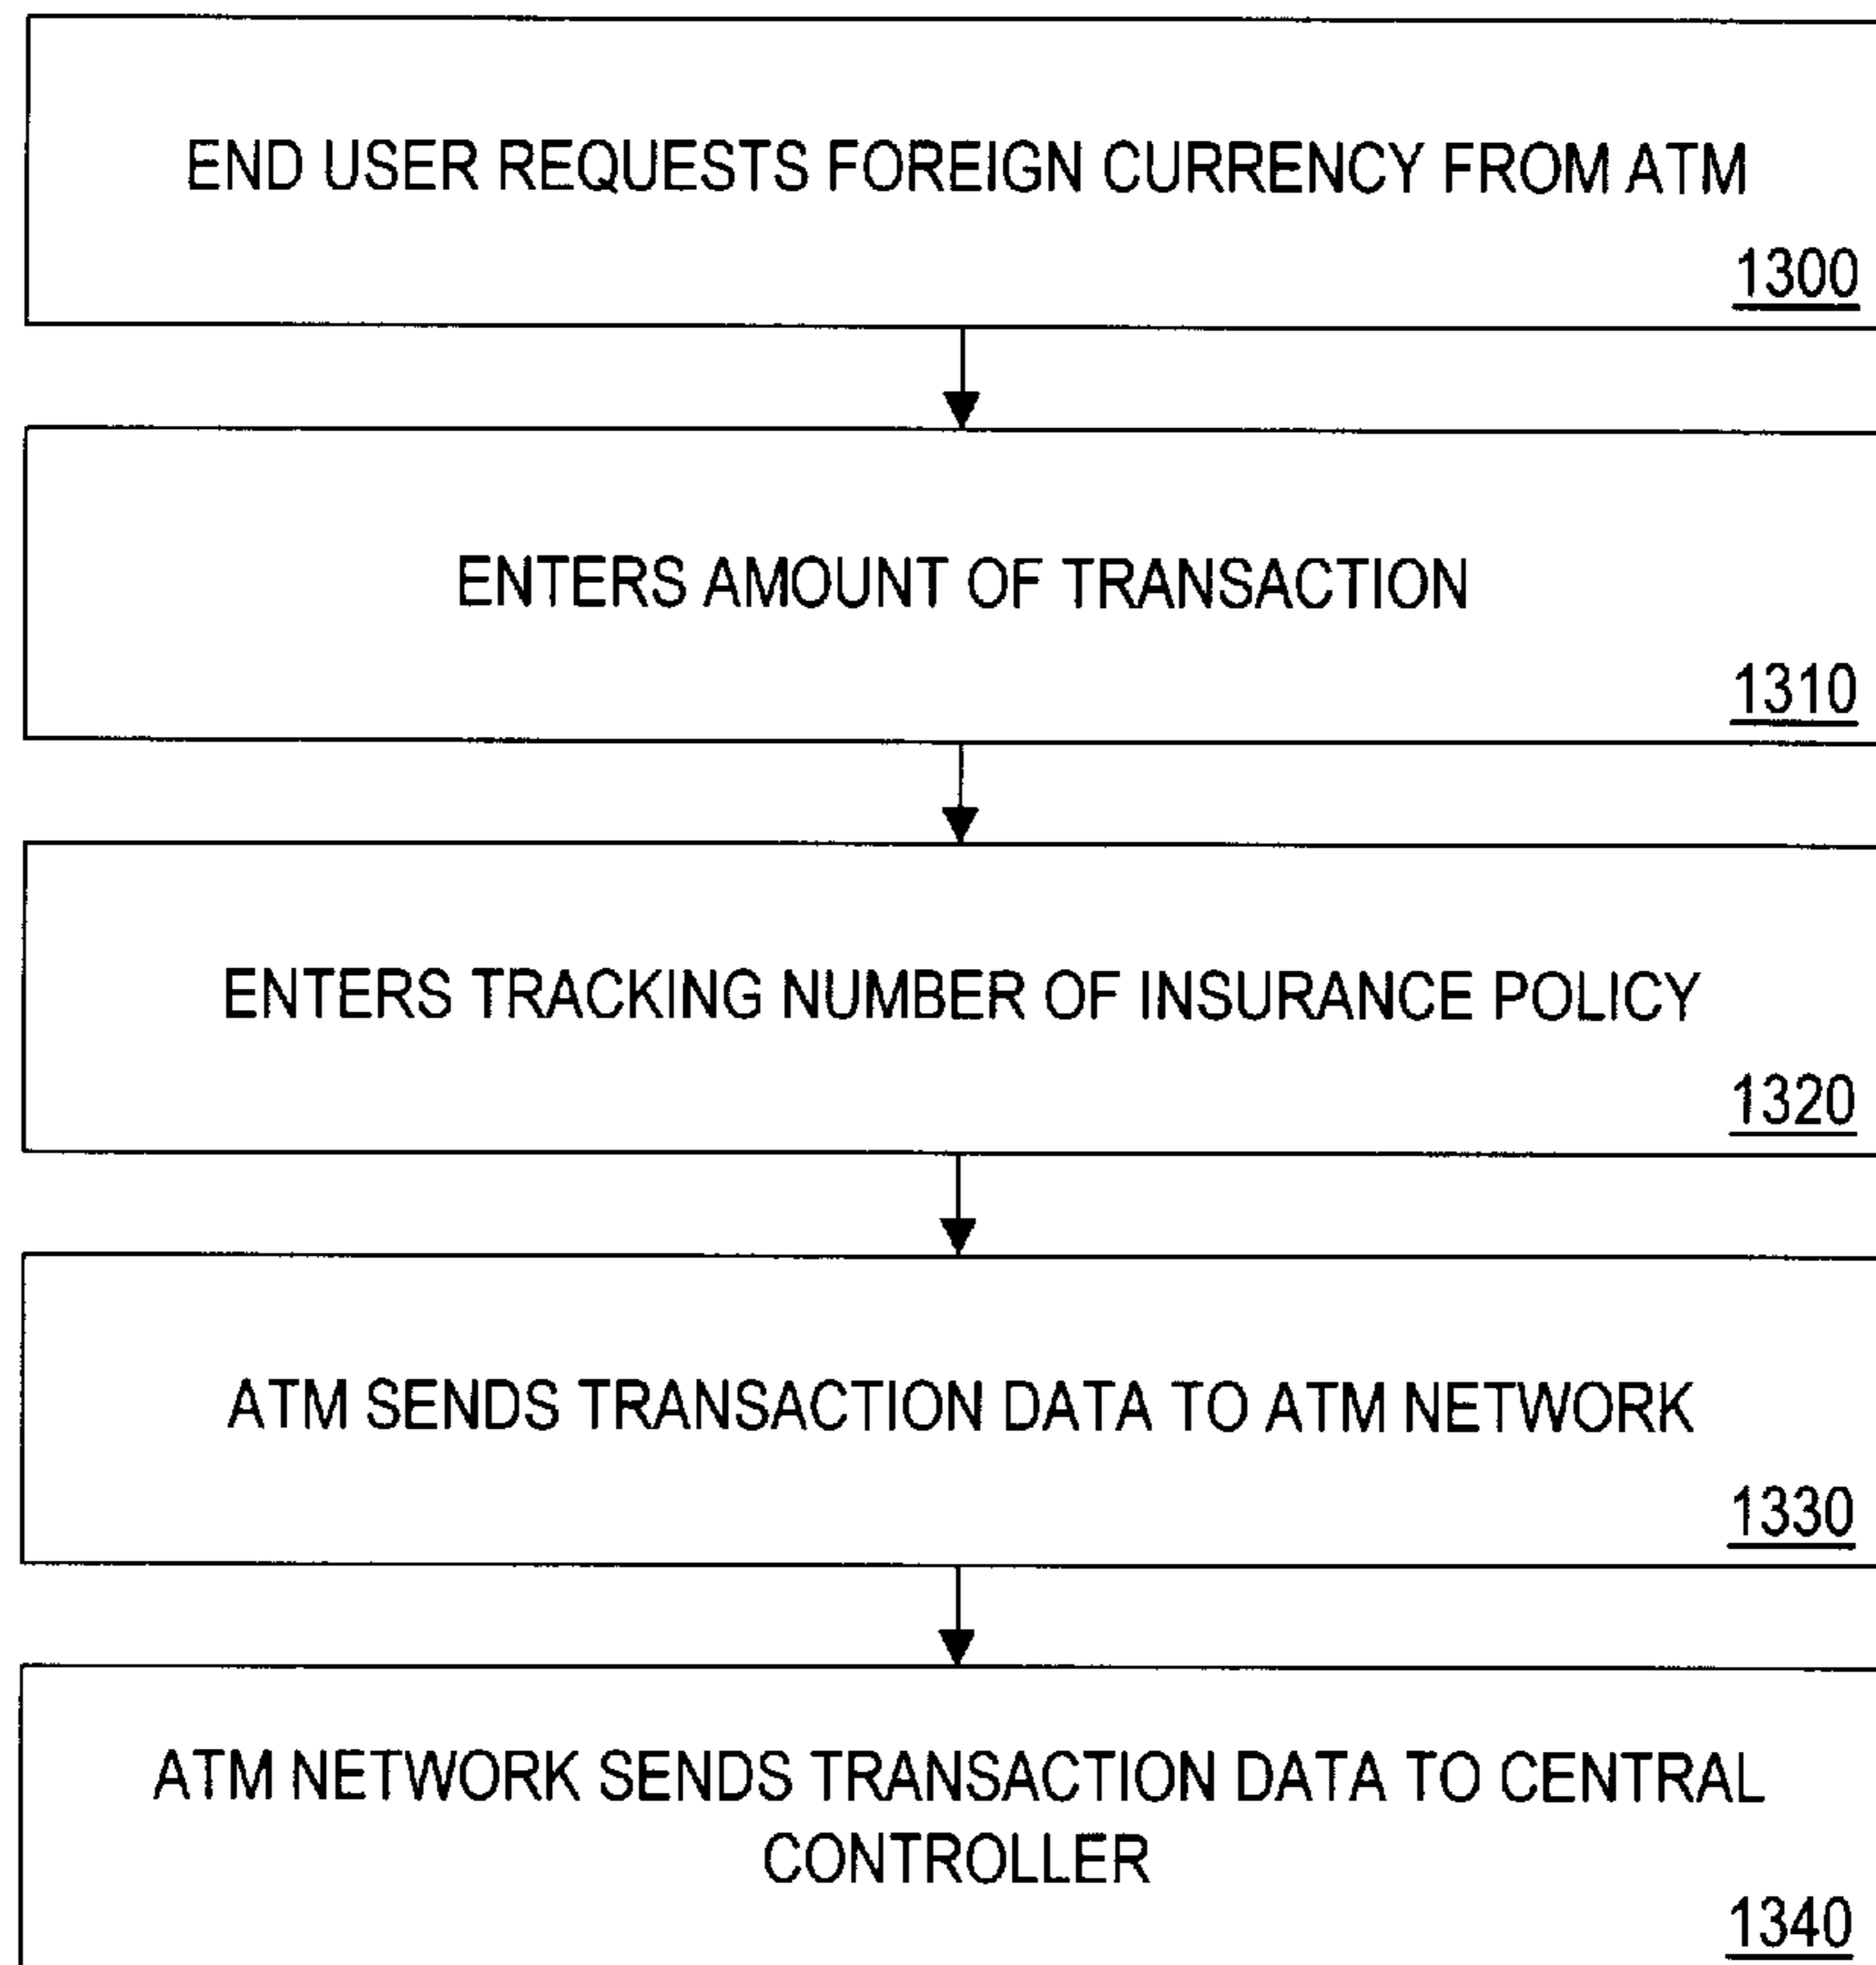 END USER REQUESTS FOREIGN CURRENCY FROM ATM
1300
ENTERS AMOUNT OF TRANSACTION
1310
ENTERS TRACKING NUMBER OF INSURANCE POLICY
1320
ATM SENDS TRANSACTION DATA TO ATM NETWORK
1330
ATM NETWORK SENDS TRANSACTION DATA TO CENTRAL
CONTROLLER
1340